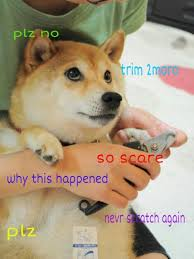 plz no
trim 2moro
so scare
why this happened
nevr scratch again
plz